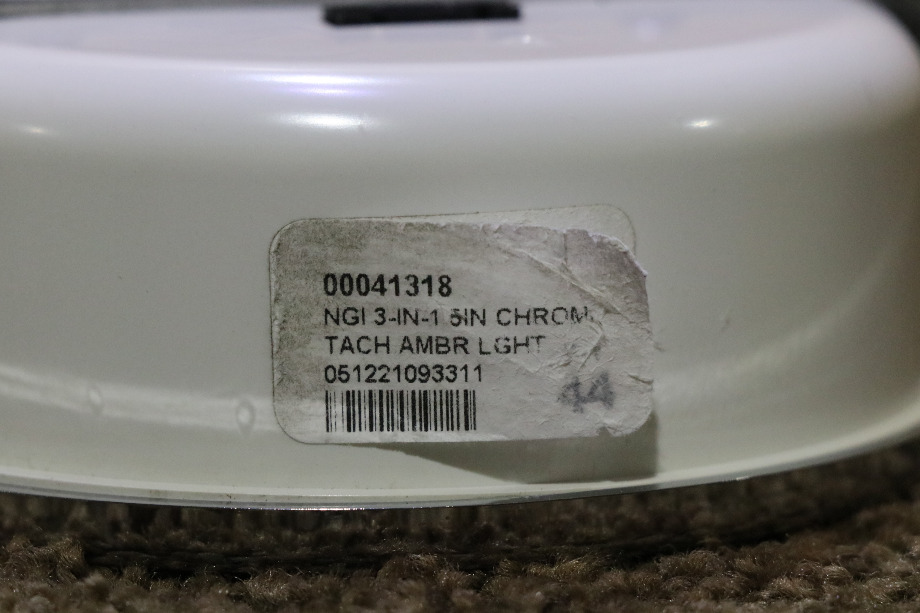 00041318
NGI 3-IN-1 5IN CHROM
TACH AMBR LGHT
051221093311
44